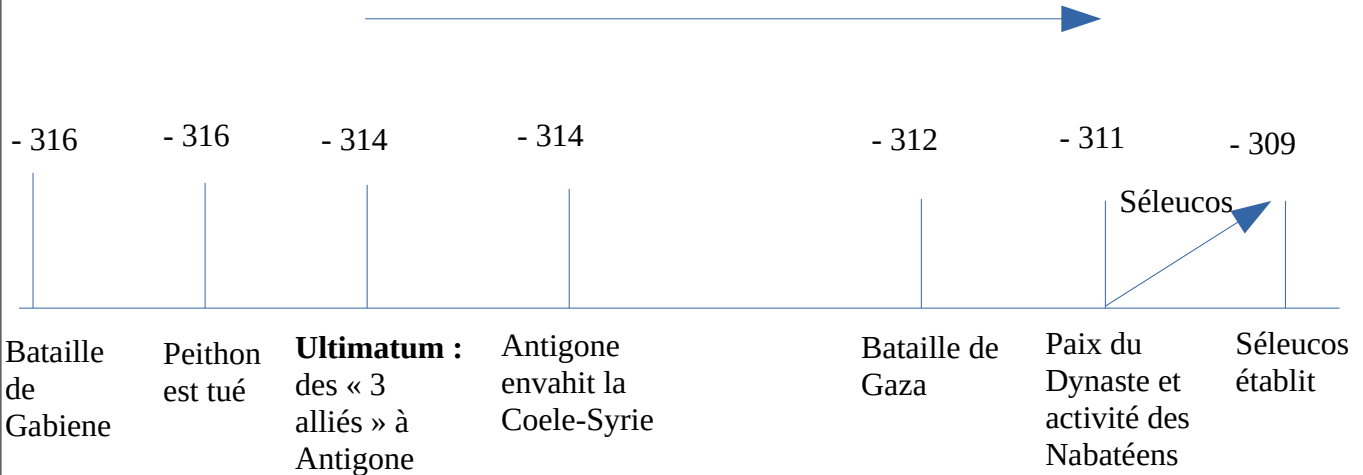 - 316
- 316
- 314
- 314
- 312
- 311
- 309
Séleucos
Bataille
de
Gabiene
Peithon
est tué
Ultimatum :
des « 3
alliés » à
Antigone
Antigone
envahit la
Coele-Syrie
Bataille de
Gaza
Paix du
Dynaste et
activité des
Nabatéens
Séleucos
établit